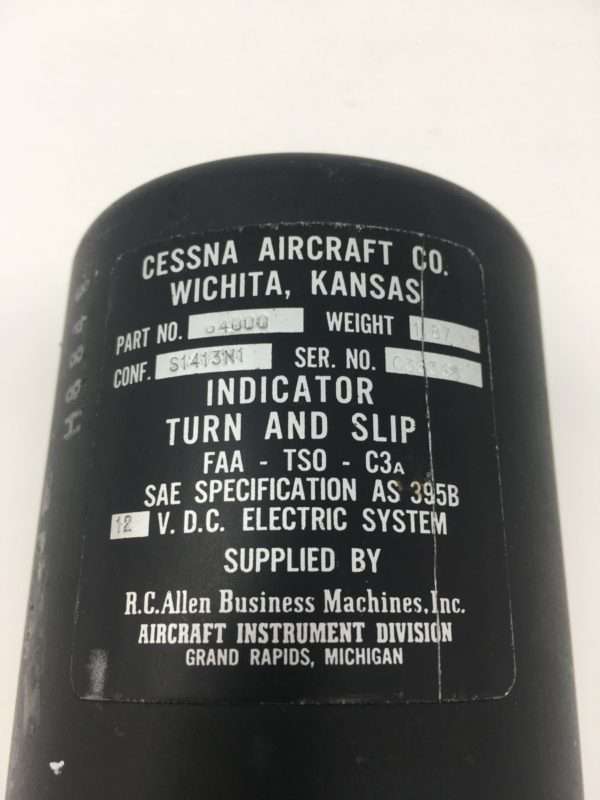 CESSNA AIRCRAFT CO.
WICHITA, KANSAS
PART NO. WEIGHT
CONF. S1413N1 SER. NO.
INDICATOR
TURN AND SLIP
FAA - TSO - C3A
SAE SPECIFICATION AS 395B
12 V. D.C. ELECTRIC SYSTEM
SUPPLIED BY
R.C.Allen Business Machines, Inc.
AIRCRAFT INSTRUMENT DIVISION
GRAND RAPIDS, MICHIGAN